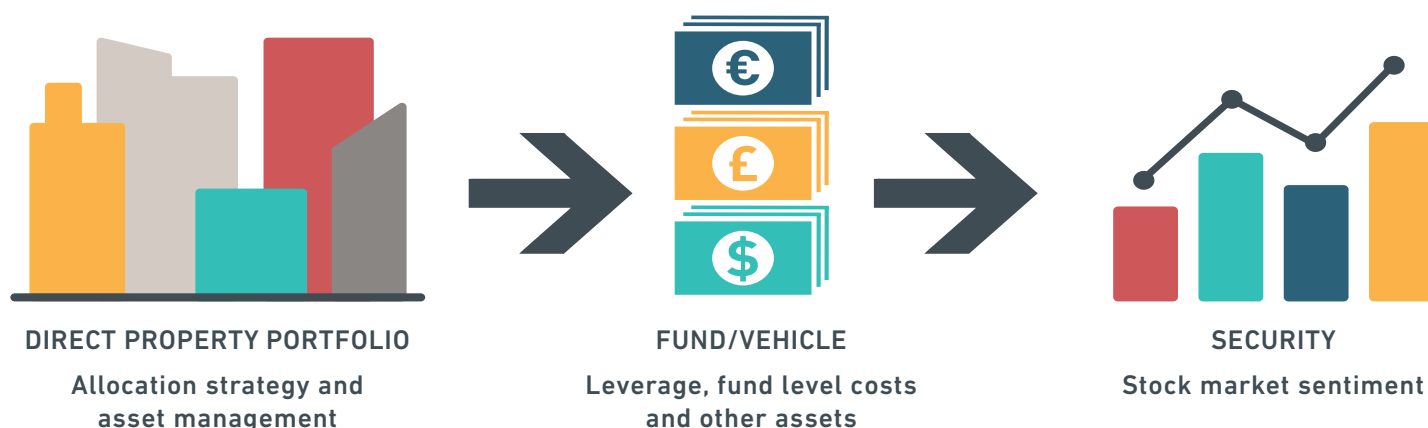 €
£
$
DIRECT PROPERTY PORTFOLIO
Allocation strategy and
asset management
FUND/VEHICLE
Leverage, fund level costs
and other assets
SECURITY
Stock market sentiment